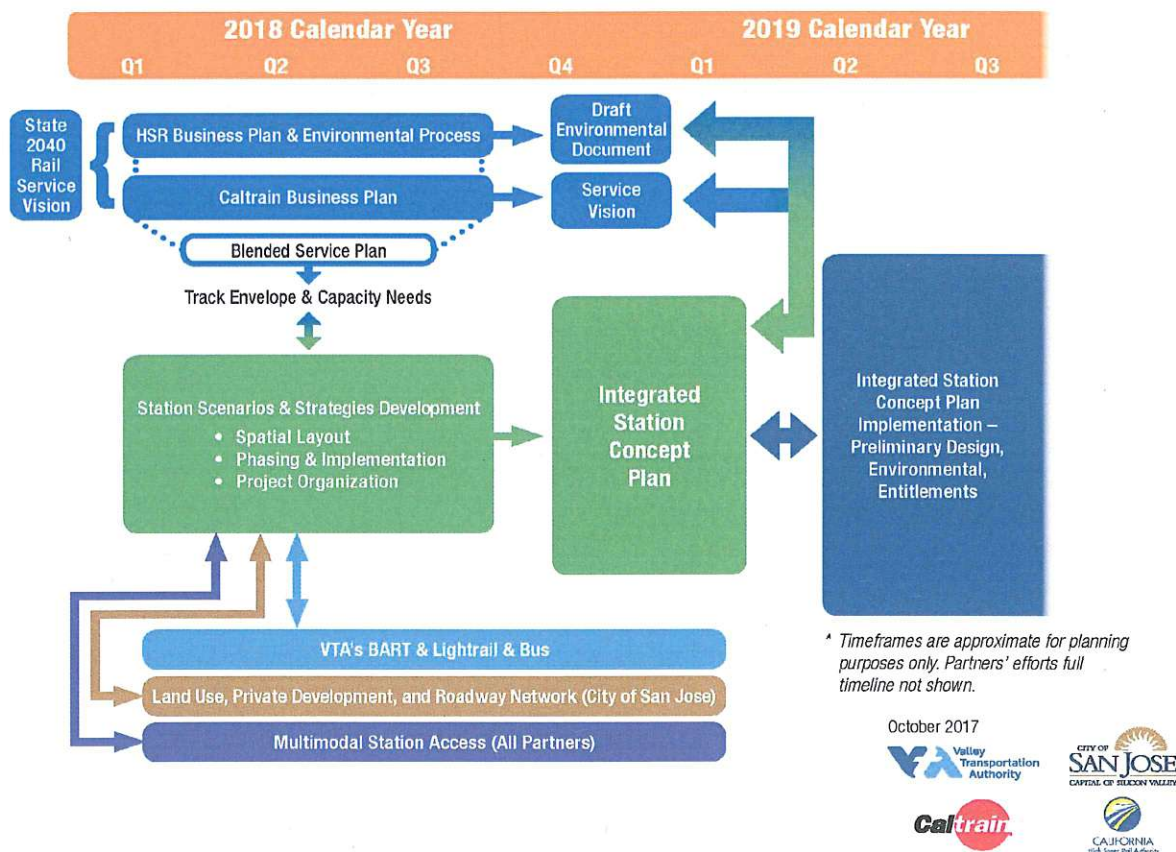 2018 Calendar Year
2019 Calendar Year
Q1 Q2 Q3 Q4 Q1 Q2 Q3
State
2040
Rail
Service
Vision
HSR Business Plan & Environmental Process
Draft
Environmental
Document
Caltrain Business Plan
Service
Vision
Blended Service Plan
Track Envelope & Capacity Needs
Station Scenarios & Strategies Development
• Spatial Layout
• Phasing & Implementation
• Project Organization
Integrated
Station
Concept
Plan
Integrated Station
Concept Plan
Implementation –
Preliminary Design,
Environmental,
Entitlements
VTA's BART & Lightrail & Bus
Land Use, Private Development, and Roadway Network (City of San Jose)
Multimodal Station Access (All Partners)
* Timeframes are approximate for planning
purposes only. Partners' efforts full
timeline not shown.
October 2017
Valley
Transportation
Authority
CITY OF
SAN JOSE
CAPITAL OF SILICON VALLEY
Caltrain
CALIFORNIA
High-Speed Rail Authority